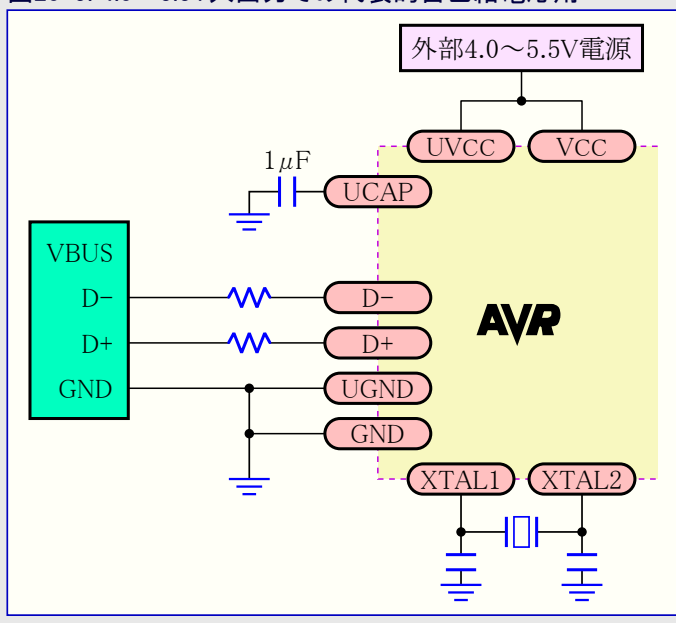 外部4.0～5.5V電源
UVCC
VCC
1μF
UCAP
VBUS
D−
D−
AVR
D+
D+
GND
UGND
GND
XTAL1
XTAL2